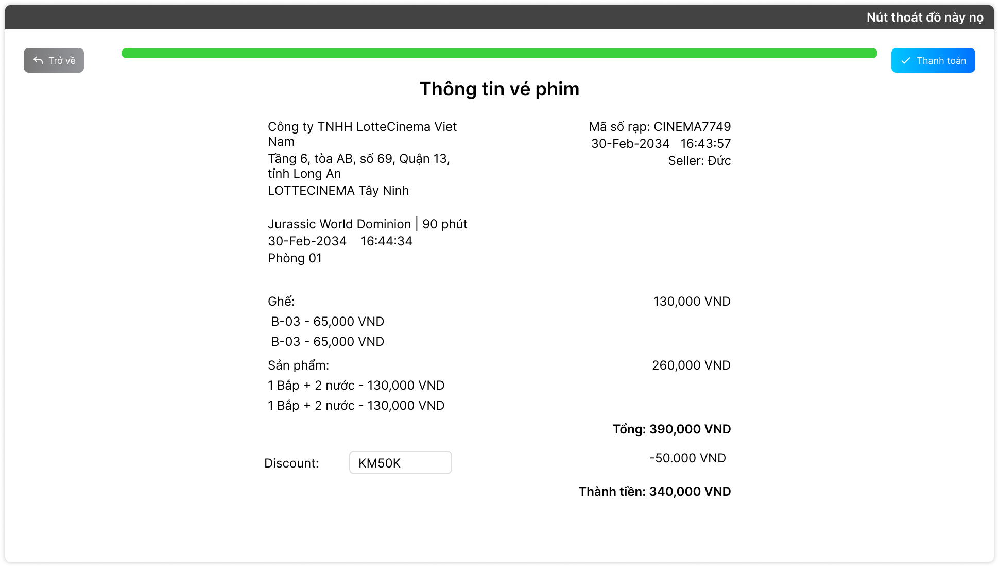 Nút thoát đồ này nọ
Trở về
Thanh toán
Thông tin vé phim
Công ty TNHH LotteCinema Viet
Nam
Tầng 6, tòa AB, số 69, Quận 13,
tỉnh Long An
LOTTECINEMA Tây Ninh
Mã số rạp: CINEMA7749
30-Feb-2034 16:43:57
Seller: Đức
Jurassic World Dominion | 90 phút
30-Feb-2034 16:44:34
Phòng 01
Ghế: 130,000 VND
B-03 - 65,000 VND
B-03 - 65,000 VND
Sản phẩm: 260,000 VND
1 Bắp + 2 nước - 130,000 VND
1 Bắp + 2 nước - 130,000 VND
Tổng: 390,000 VND
Discount: KM50K -50.000 VND
Thành tiền: 340,000 VND